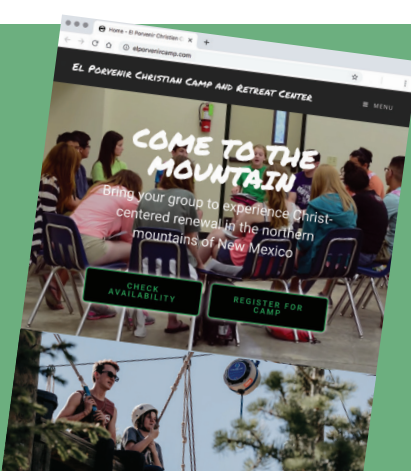 Home - El Porvenir Christian C
elporvenircamp.com
El Porvenir Christian Camp and Retreat Center
MENU
COME TO THE
MOUNTAIN
Bring your group to experience Christ-
centered renewal in the northern
mountains of New Mexico
CHECK
AVAILABILITY
REGISTER FOR
CAMP